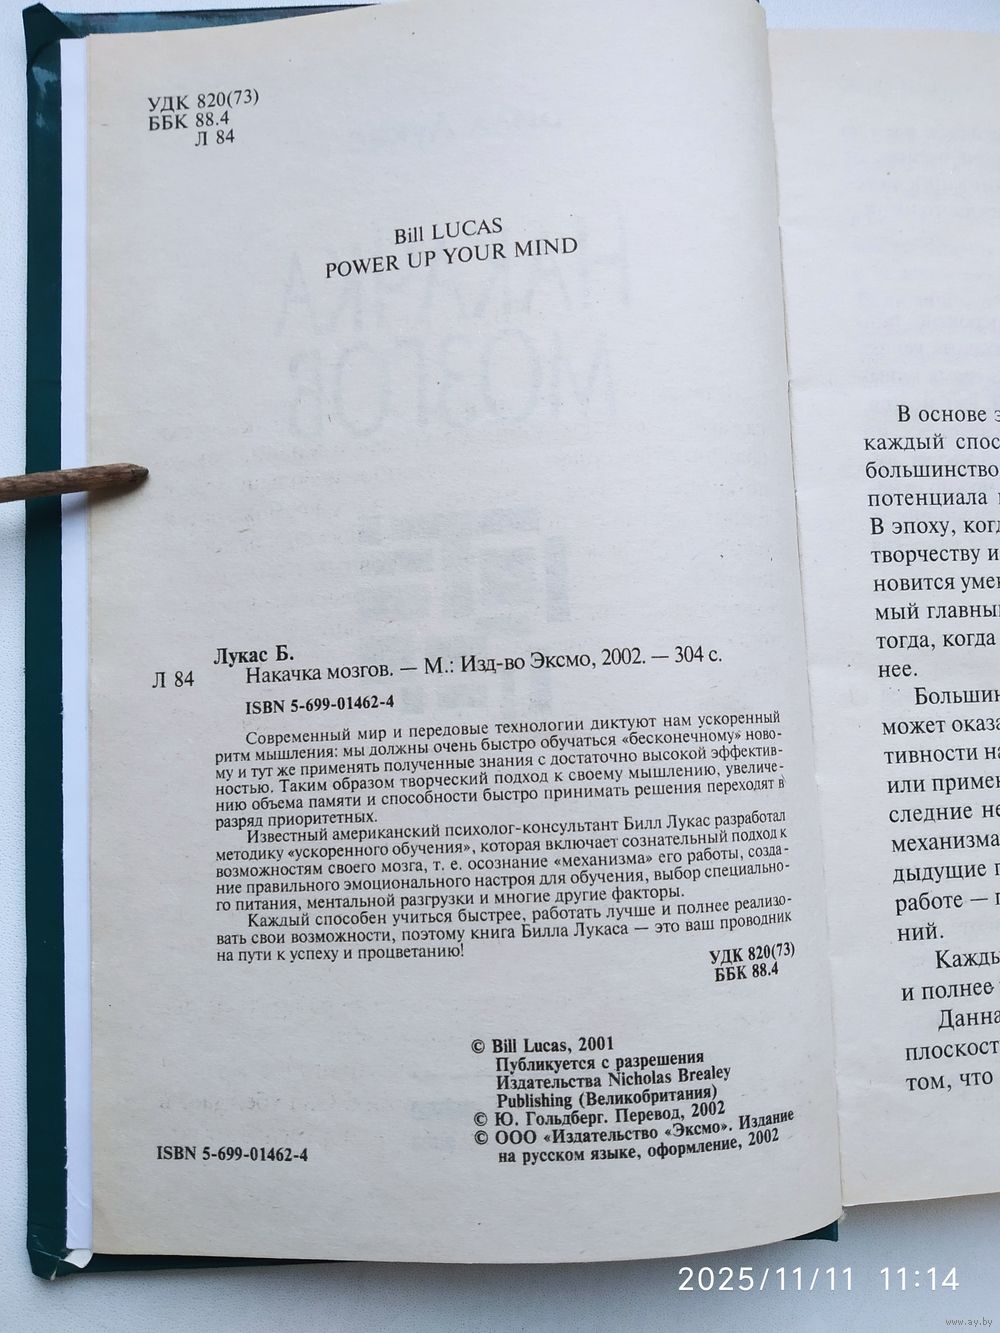 УДК 820(73)
ББК 88.4
Л 84
Bill LUCAS
POWER UP YOUR MIND
Лукас Б.
Л 84 Накачка мозгов. — М.: Изд-во Эксмо, 2002. — 304 с.
ISBN 5-699-01462-4
Современный мир и передовые технологии диктуют нам ускоренный
ритм мышления: мы должны очень быстро обучаться «бесконечному» ново-
му и тут же применять полученные знания с достаточно высокой эффектив-
ностью. Таким образом творческий подход к своему мышлению, увеличе-
нию объема памяти и способности быстро принимать решения переходят в
разряд приоритетных.
Известный американский психолог-консультант Билл Лукас разработал
методику «ускоренного обучения», которая включает сознательный подход к
возможностям своего мозга, т. е. осознание «механизма» его работы, созда-
ние правильного эмоционального настроя для обучения, выбор специально-
го питания, ментальной разгрузки и многие другие факторы.
Каждый способен учиться быстрее, работать лучше и полнее реализо-
вать свои возможности, поэтому книга Билла Лукаса — это ваш проводник
на пути к успеху и процветанию!
УДК 820(73)
ББК 88.4
© Bill Lucas, 2001
Публикуется с разрешения
Издательства Nicholas Brealey
Publishing (Великобритания)
© Ю. Гольдберг. Перевод, 2002
© ООО «Издательство «Эксмо». Издание
на русском языке, оформление, 2002
ISBN 5-699-01462-4
В основе
каждый спос
большинство
потенциала
В эпоху, ког
творчеству и
новится умен
мый главны
тогда, когда
нее.
Большин
может оказа
тивности на
или примен
следние не
механизма
дыдущие п
работе — п
ний.
Кажды
и полнее
Данна
плоскост
том, что
2025/11/11 11:14
www.ay.by